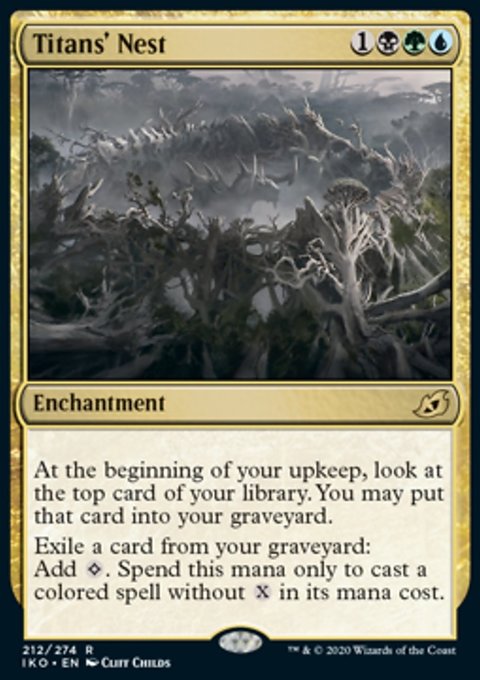 Titans' Nest 1
Enchantment
At the beginning of your upkeep, look at
the top card of your library. You may put
that card into your graveyard.
Exile a card from your graveyard:
Add . Spend this mana only to cast a
colored spell without X in its mana cost.
212/274 R
™ & © 2020 Wizards of the Coast
IKO • EN Cliff Childs